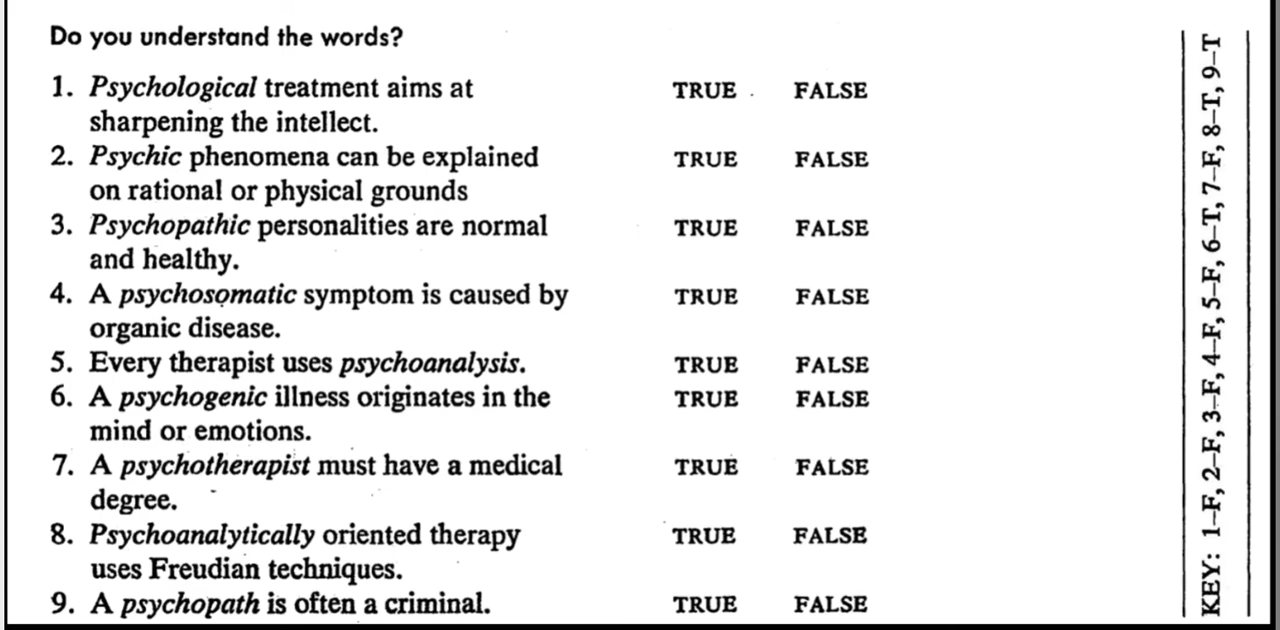 Do you understand the words?
1. Psychological treatment aims at TRUE FALSE
sharpening the intellect.
2. Psychic phenomena can be explained TRUE FALSE
on rational or physical grounds
3. Psychopathic personalities are normal TRUE FALSE
and healthy.
4. A psychosomatic symptom is caused by TRUE FALSE
organic disease.
5. Every therapist uses psychoanalysis. TRUE FALSE
6. A psychogenic illness originates in the TRUE FALSE
mind or emotions.
7. A psychotherapist must have a medical TRUE FALSE
degree.
8. Psychoanalytically oriented therapy TRUE FALSE
uses Freudian techniques.
9. A psychopath is often a criminal. TRUE FALSE
KEY: 1–F, 2–F, 3–F, 4–F, 5–F, 6–T, 7–F, 8–T, 9–T